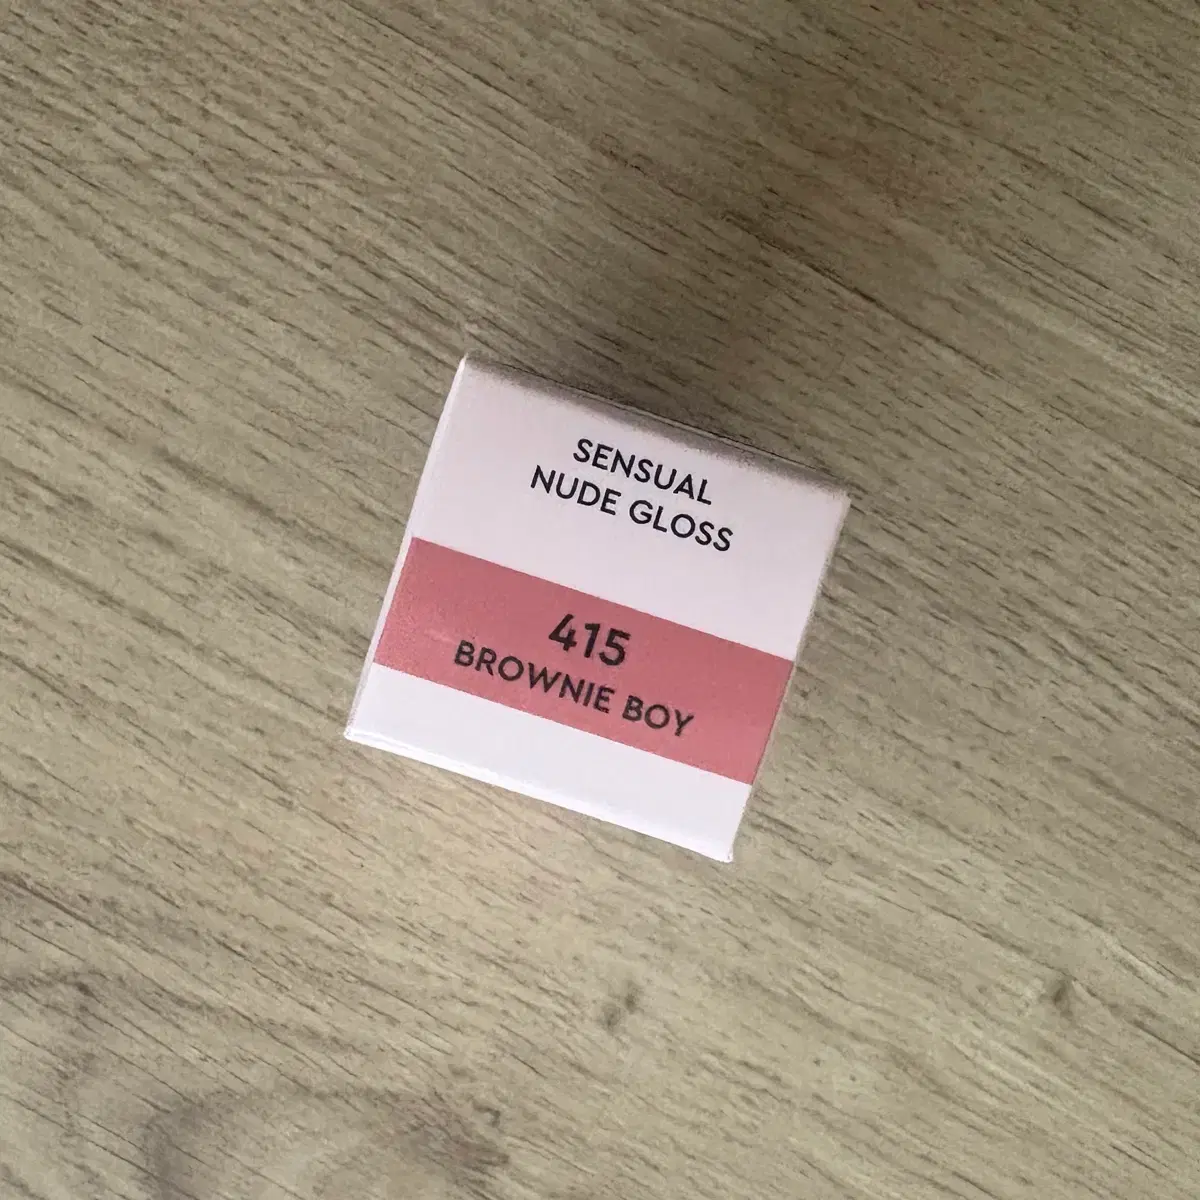 SENSUAL
NUDE GLOSS
415
BROWNIE BOY